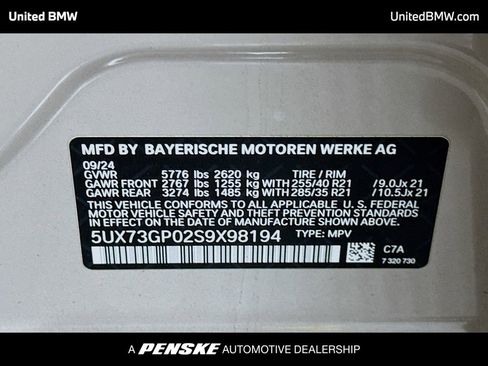 United BMW
UnitedBMW.com
MFD BY BAYERISCHE MOTOREN WERKE AG
09/24
GVWR 5776 lbs 2620 kg TIRE / RIM
GAWR FRONT 2767 lbs 1255 kg WITH 255/40 R21 /9.0Jx 21
GAWR REAR 3274 lbs 1485 kg WITH 285/35 R21 /10.5Jx 21
THIS VEHICLE CONFORMS TO ALL APPLICABLE U.S. FEDERAL
MOTOR VEHICLE SAFETY AND THEFT PREVENTION STANDARDS
IN EFFECT ON THE DATE OF MANUFACTURE SHOWN ABOVE.
5UX73GP02S9X98194 TYPE: MPV
C7A
7 320 730
A PENSKE AUTOMOTIVE DEALERSHIP